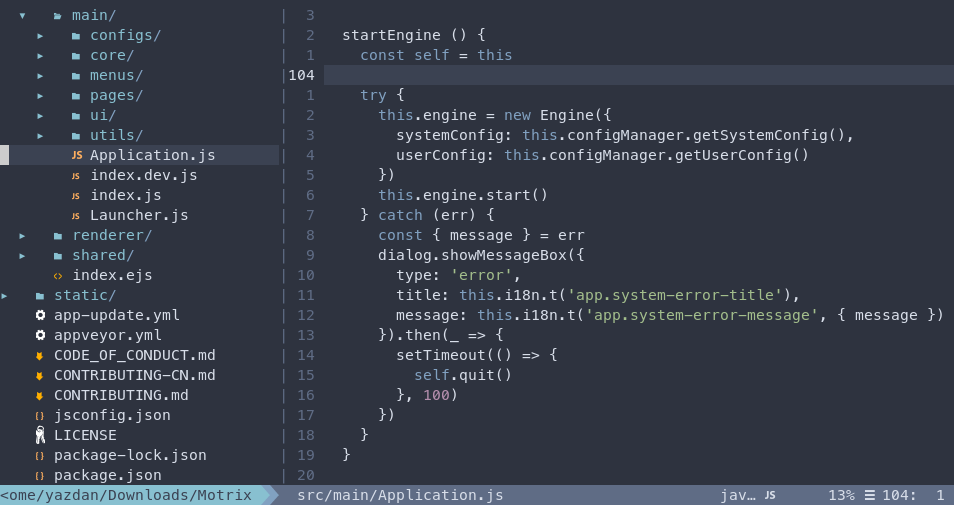 ▾ main/
▸ configs/
▸ core/
▸ menus/
▸ pages/
▸ ui/
▸ utils/
JS Application.js
JS index.dev.js
JS index.js
JS Launcher.js
▸ renderer/
▸ shared/
<> index.ejs
▸ static/
app-update.yml
appveyor.yml
CODE_OF_CONDUCT.md
CONTRIBUTING-CN.md
CONTRIBUTING.md
{} jsconfig.json
LICENSE
{} package-lock.json
{} package.json
<ome/yazdan/Downloads/Motrix
| 3
| 2 startEngine () {
| 1 const self = this
|104
| 1 try {
| 2 this.engine = new Engine({
| 3 systemConfig: this.configManager.getSystemConfig(),
| 4 userConfig: this.configManager.getUserConfig()
| 5 })
| 6 this.engine.start()
| 7 } catch (err) {
| 8 const { message } = err
| 9 dialog.showMessageBox({
| 10 type: 'error',
| 11 title: this.i18n.t('app.system-error-title'),
| 12 message: this.i18n.t('app.system-error-message', { message })
| 13 }).then(_ => {
| 14 setTimeout(() => {
| 15 self.quit()
| 16 }, 100)
| 17 })
| 18 }
| 19 }
| 20
src/main/Application.js jav… JS 13% ☰ 104: 1